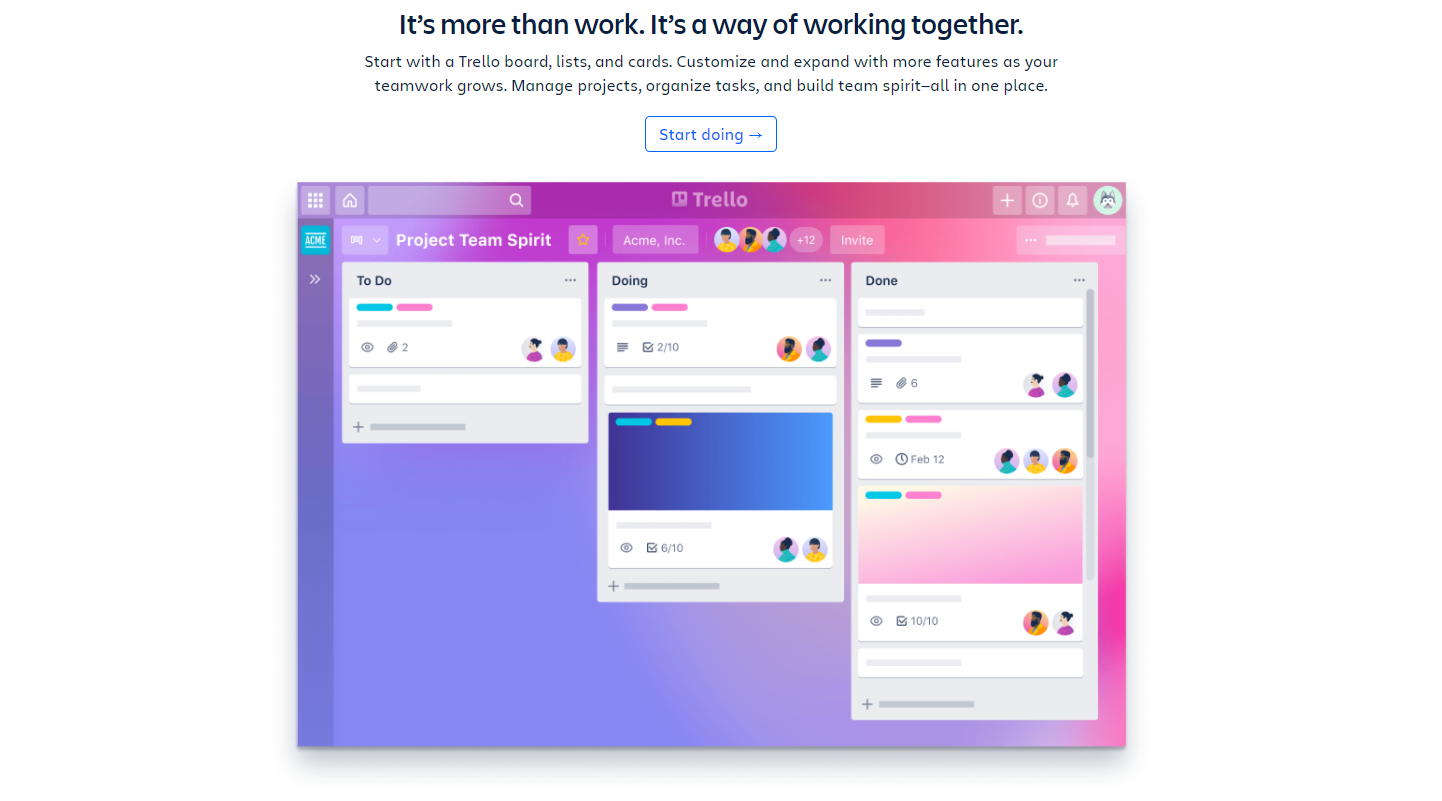 It’s more than work. It’s a way of working together.
Start with a Trello board, lists, and cards. Customize and expand with more features as your
teamwork grows. Manage projects, organize tasks, and build team spirit—all in one place.
Start doing →
Trello
ACME
Project Team Spirit
Acme, Inc.
+12
Invite
To Do
2
Doing
2/10
6/10
Done
6
Feb 12
10/10